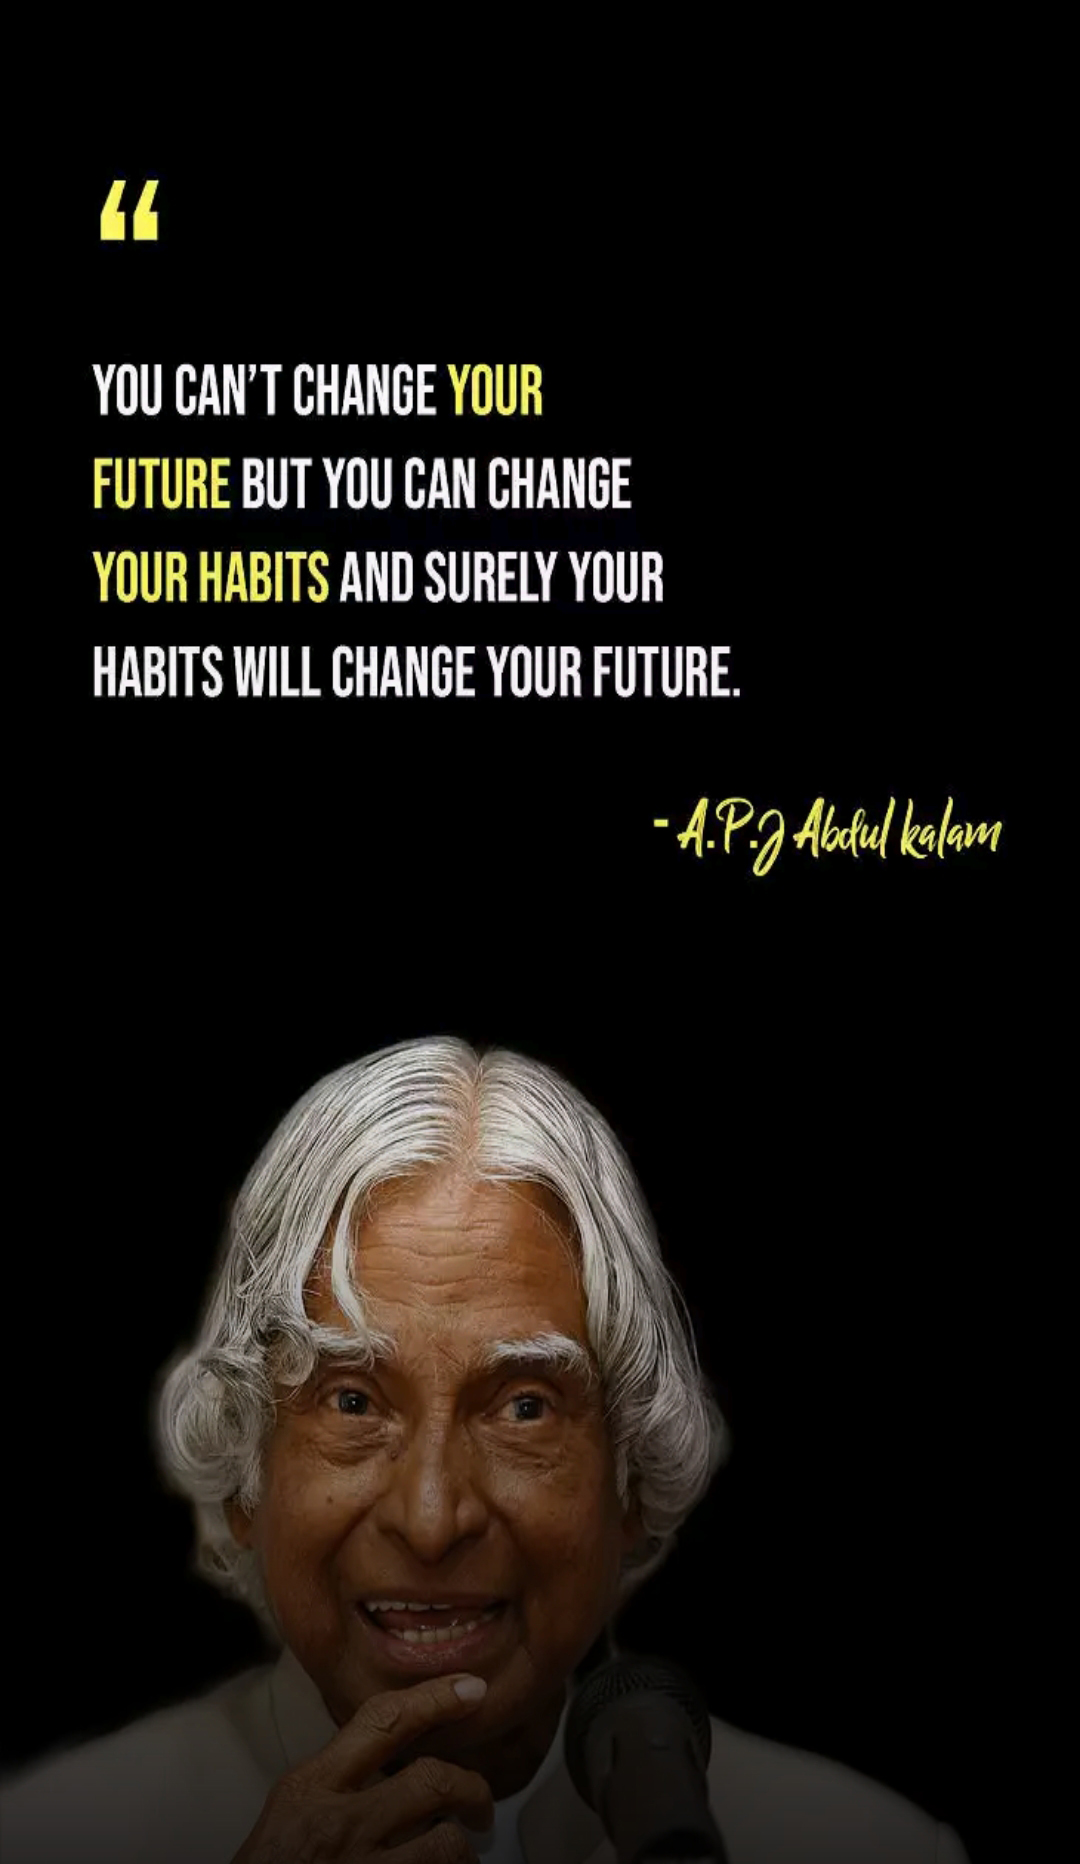 “
YOU CAN’T CHANGE YOUR
FUTURE BUT YOU CAN CHANGE
YOUR HABITS AND SURELY YOUR
HABITS WILL CHANGE YOUR FUTURE.
- A.P.J Abdul kalam